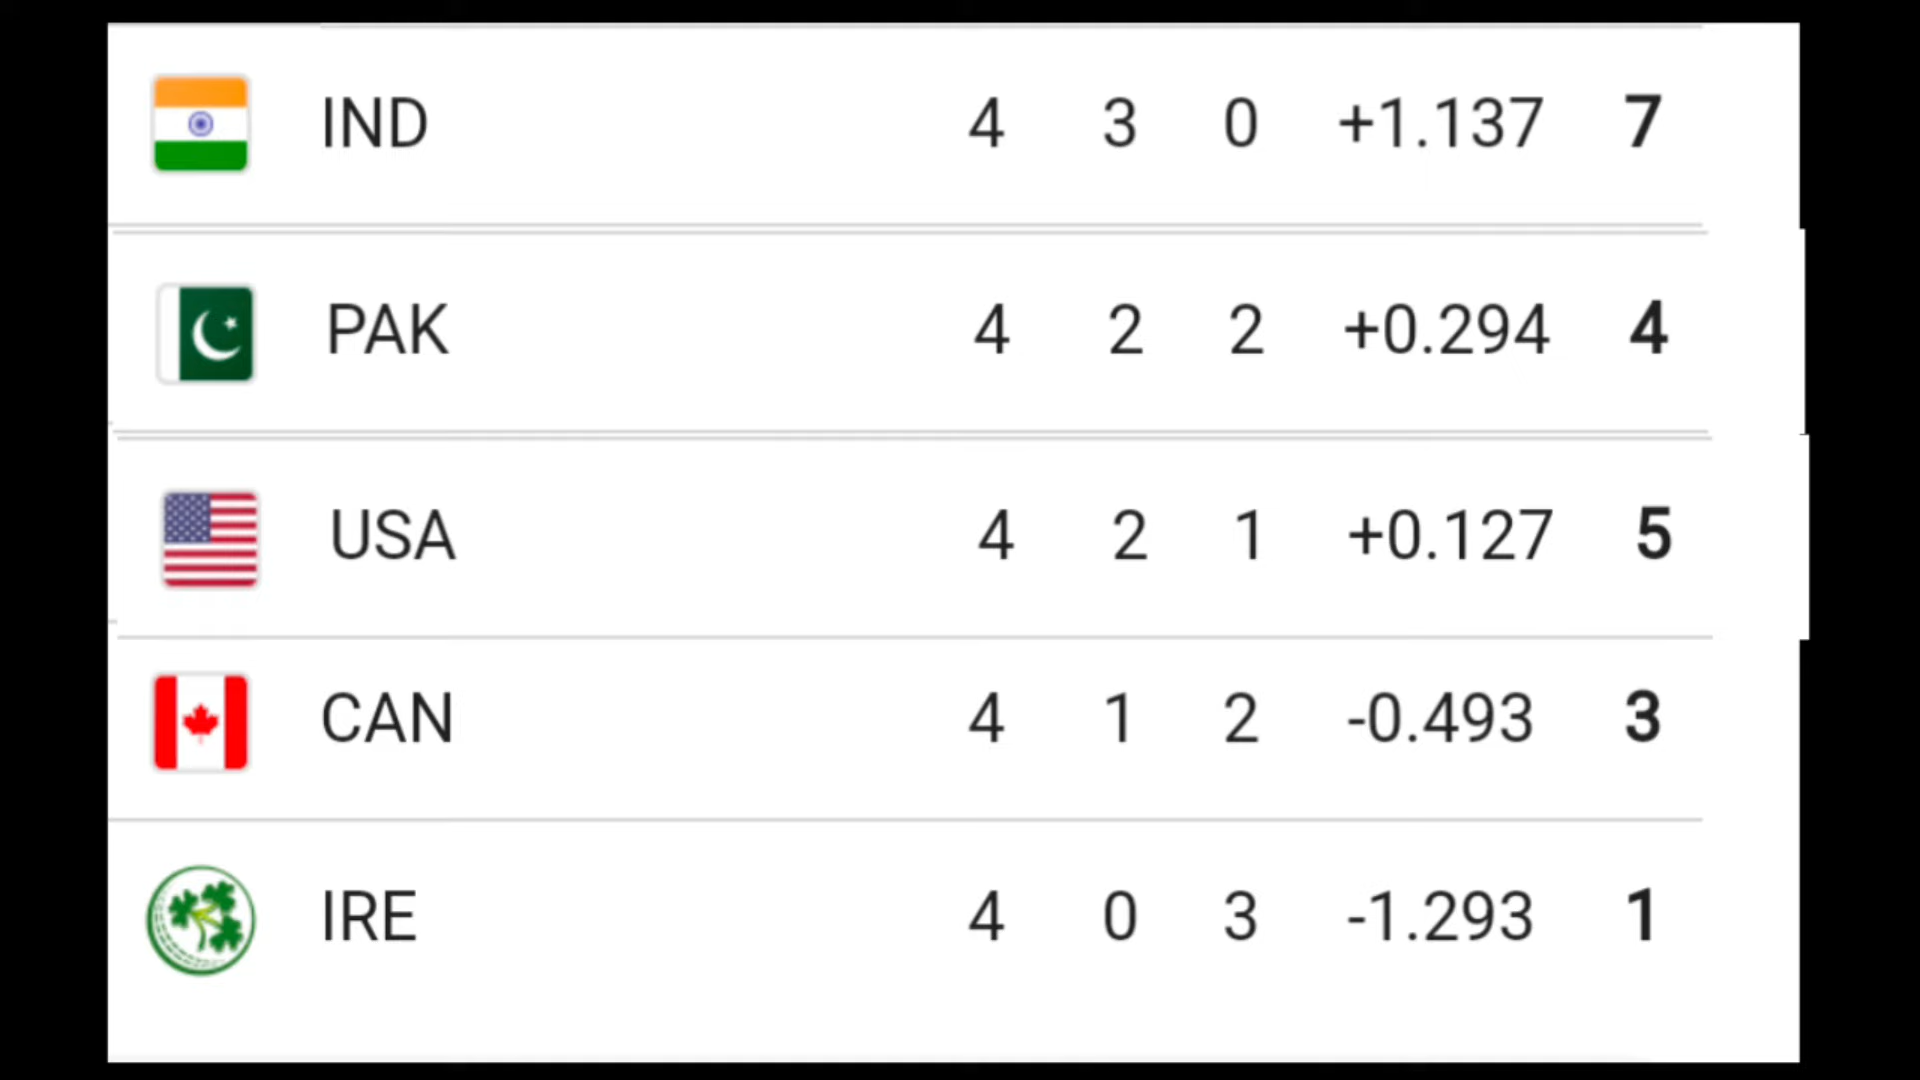 IND 4 3 0 +1.137 7
PAK 4 2 2 +0.294 4
USA 4 2 1 +0.127 5
CAN 4 1 2 -0.493 3
IRE 4 0 3 -1.293 1